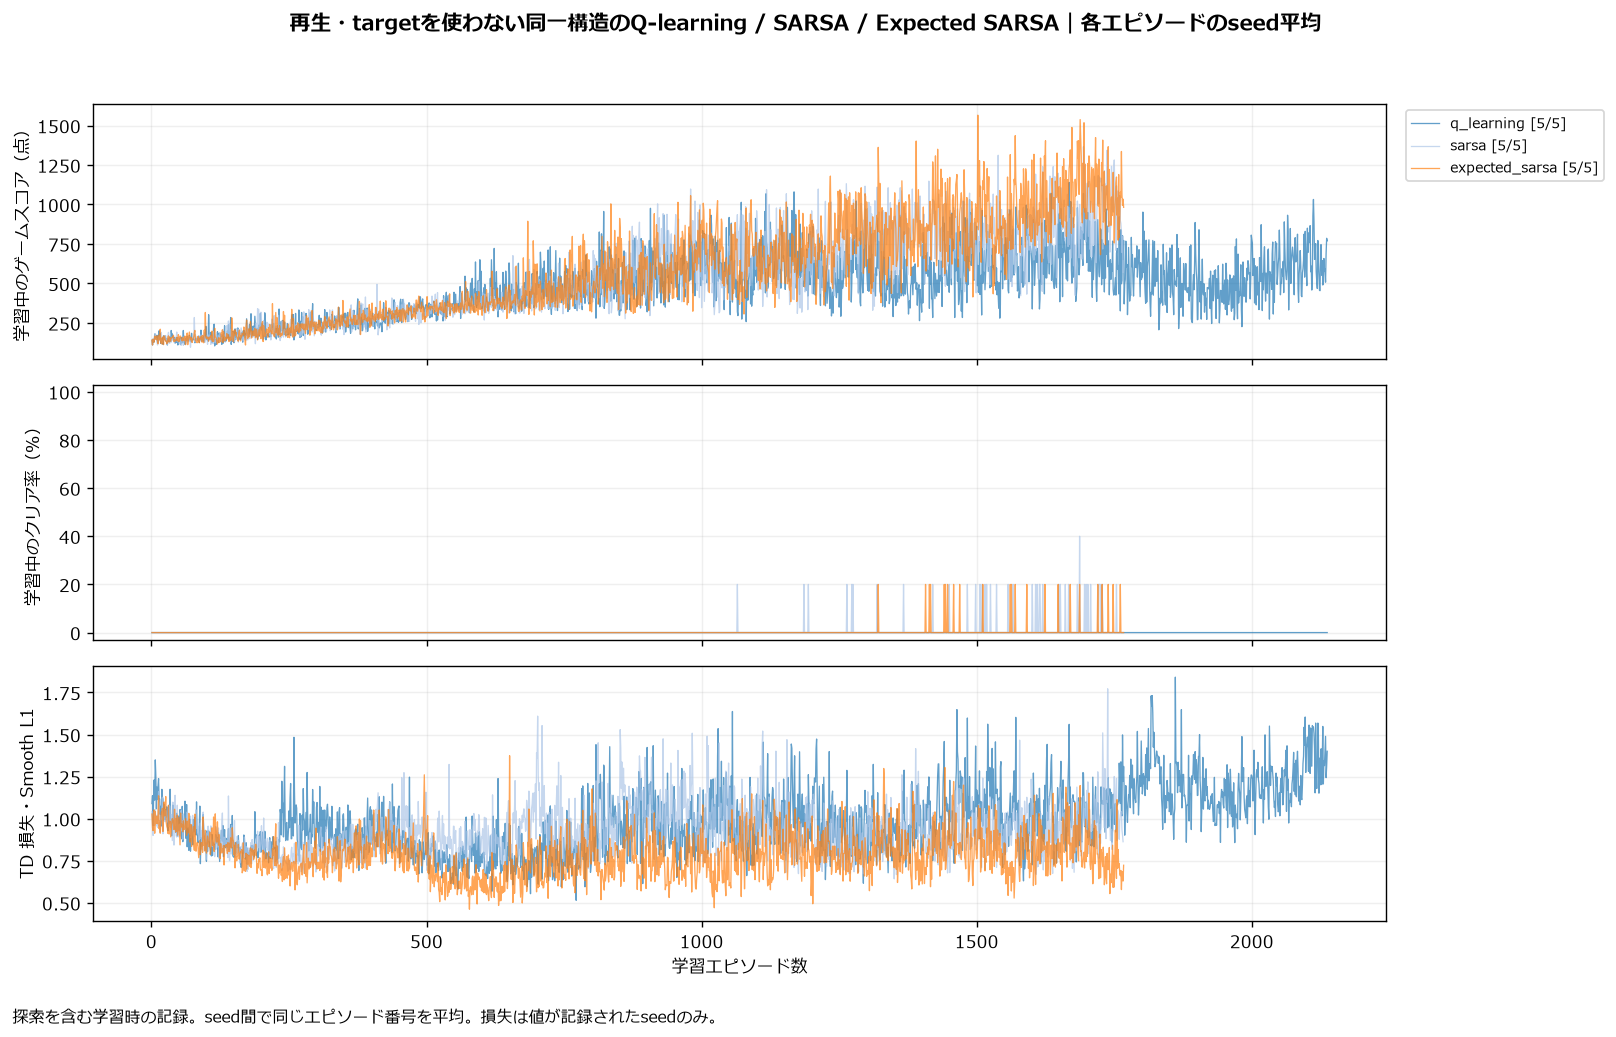 再生・targetを使わない同一構造のQ-learning / SARSA / Expected SARSA｜各エピソードのseed平均
学習中のゲームスコア（点）
1500
1250
1000
750
500
250
q_learning [5/5]
sarsa [5/5]
expected_sarsa [5/5]
学習中のクリア率（%）
100
80
60
40
20
0
TD 損失・Smooth L1
1.75
1.50
1.25
1.00
0.75
0.50
0
500
1000
1500
2000
学習エピソード数
探索を含む学習時の記録。seed間で同じエピソード番号を平均。損失は値が記録されたseedのみ。